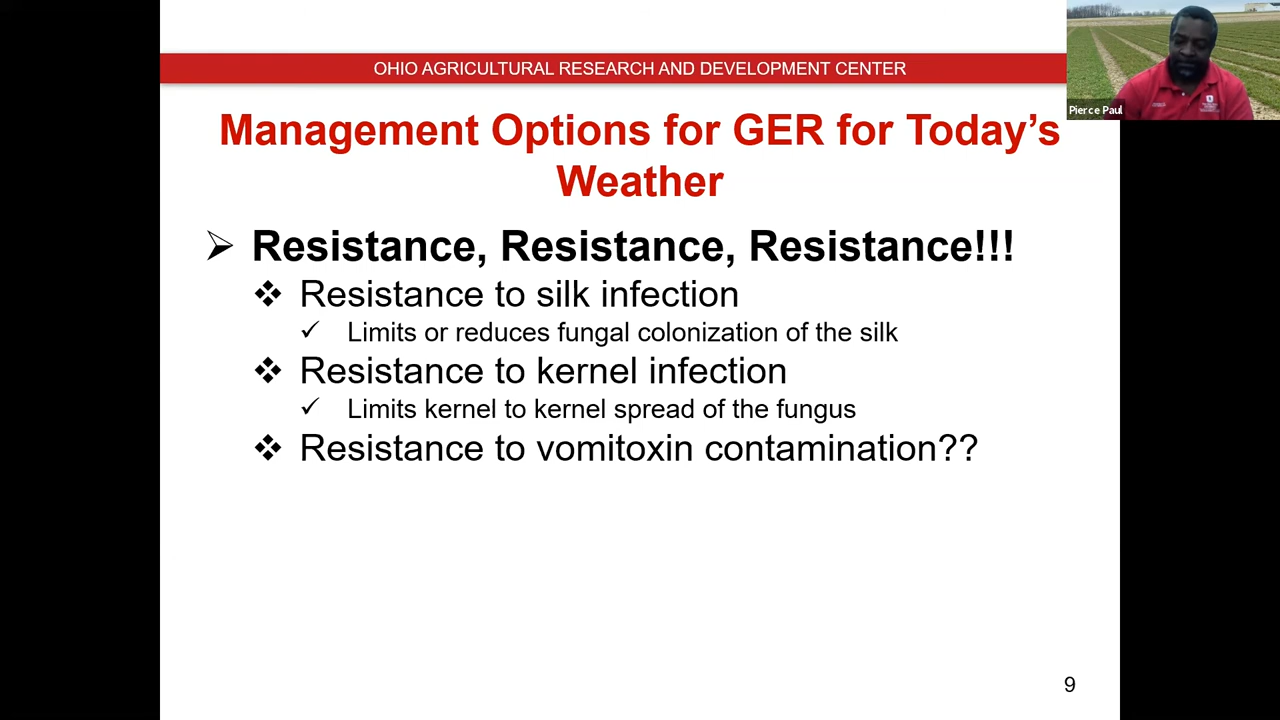 OHIO AGRICULTURAL RESEARCH AND DEVELOPMENT CENTER
Pierce Paul
Management Options for GER for Today’s
Weather
Resistance, Resistance, Resistance!!!
Resistance to silk infection
Limits or reduces fungal colonization of the silk
Resistance to kernel infection
Limits kernel to kernel spread of the fungus
Resistance to vomitoxin contamination??
9